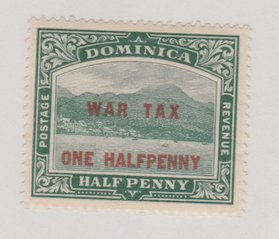 DOMINICA
POSTAGE
REVENUE
WAR TAX
ONE HALFPENNY
HALF PENNY